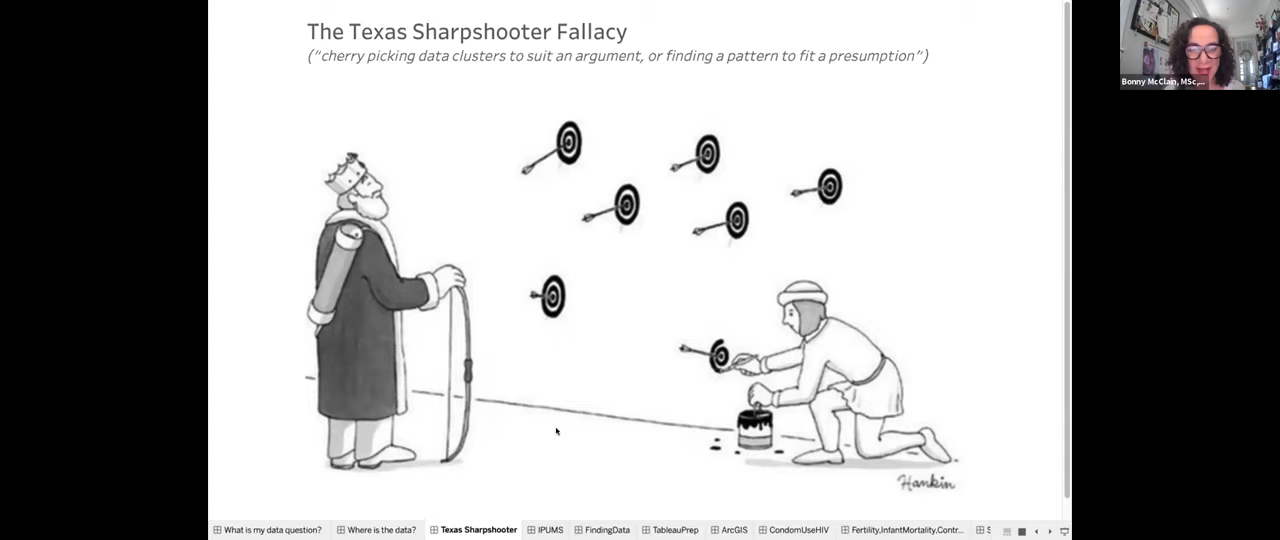 The Texas Sharpshooter Fallacy
("cherry picking data clusters to suit an argument, or finding a pattern to fit a presumption")
Bonny McClain, MSc,...
Hankin
What is my data question?
Where is the data?
Texas Sharpshooter
IPUMS
FindingData
TableauPrep
ArcGIS
CondomUseHIV
Fertility,InfantMortality,Contr...
S